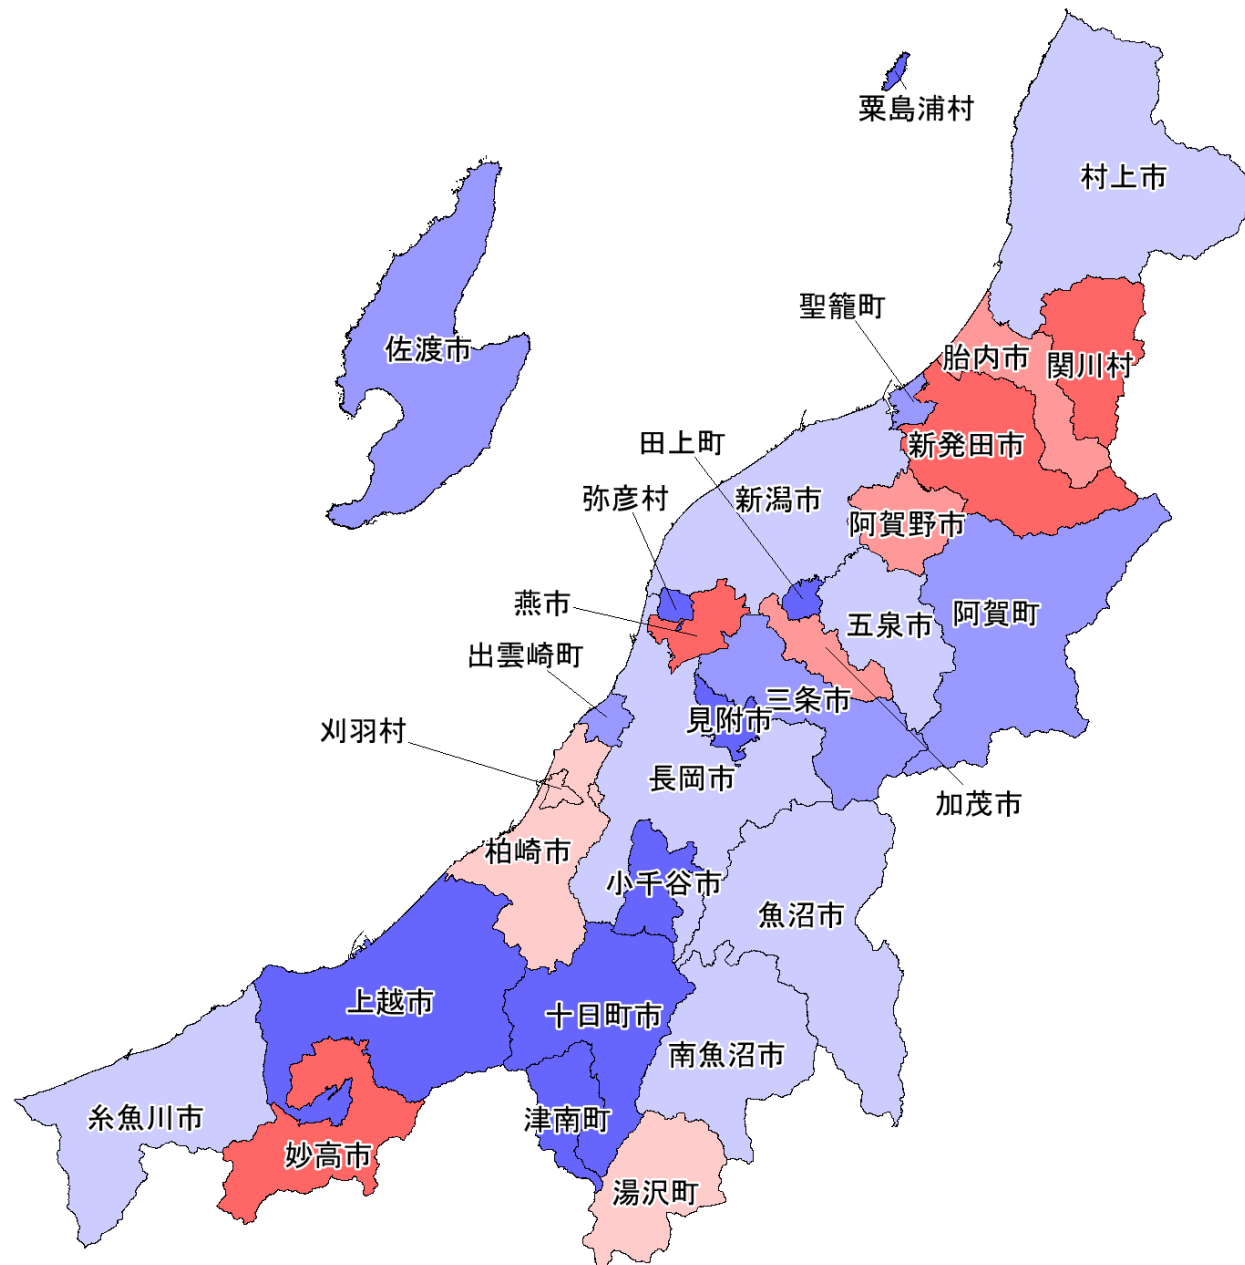 粟島浦村
村上市
聖籠町
佐渡市
胎内市
関川村
田上町
新発田市
弥彦村
新潟市
阿賀野市
燕市
阿賀町
五泉市
出雲崎町
三条市
見附市
刈羽村
長岡市
加茂市
柏崎市
小千谷市
魚沼市
上越市
十日町市
南魚沼市
糸魚川市
津南町
妙高市
湯沢町